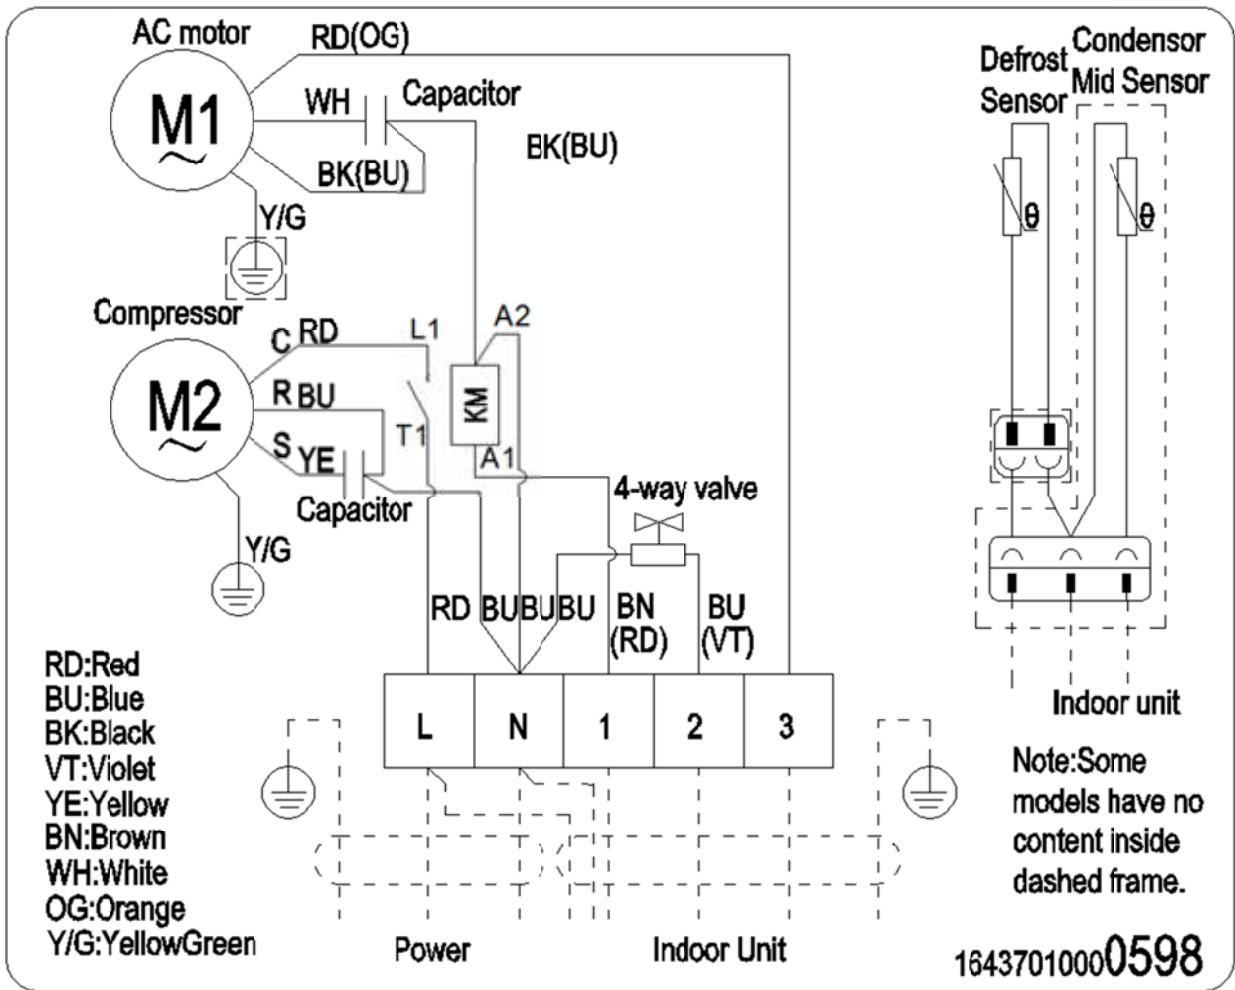 AC motor
RD(OG)
M1
WH
Capacitor
BK(BU)
BK(BU)
Y/G
Defrost
Sensor
Condensor
Mid Sensor
θ
θ
Compressor
M2
C RD
R BU
S YE
Capacitor
Y/G
L1
T1
A2
KM
A1
4-way valve
RD
BU
BU
BU
BN
(RD)
BU
(VT)
L
N
1
2
3
RD:Red
BU:Blue
BK:Black
VT:Violet
YE:Yellow
BN:Brown
WH:White
OG:Orange
Y/G:YellowGreen
Power
Indoor Unit
Indoor unit
Note:Some
models have no
content inside
dashed frame.
16437010000598